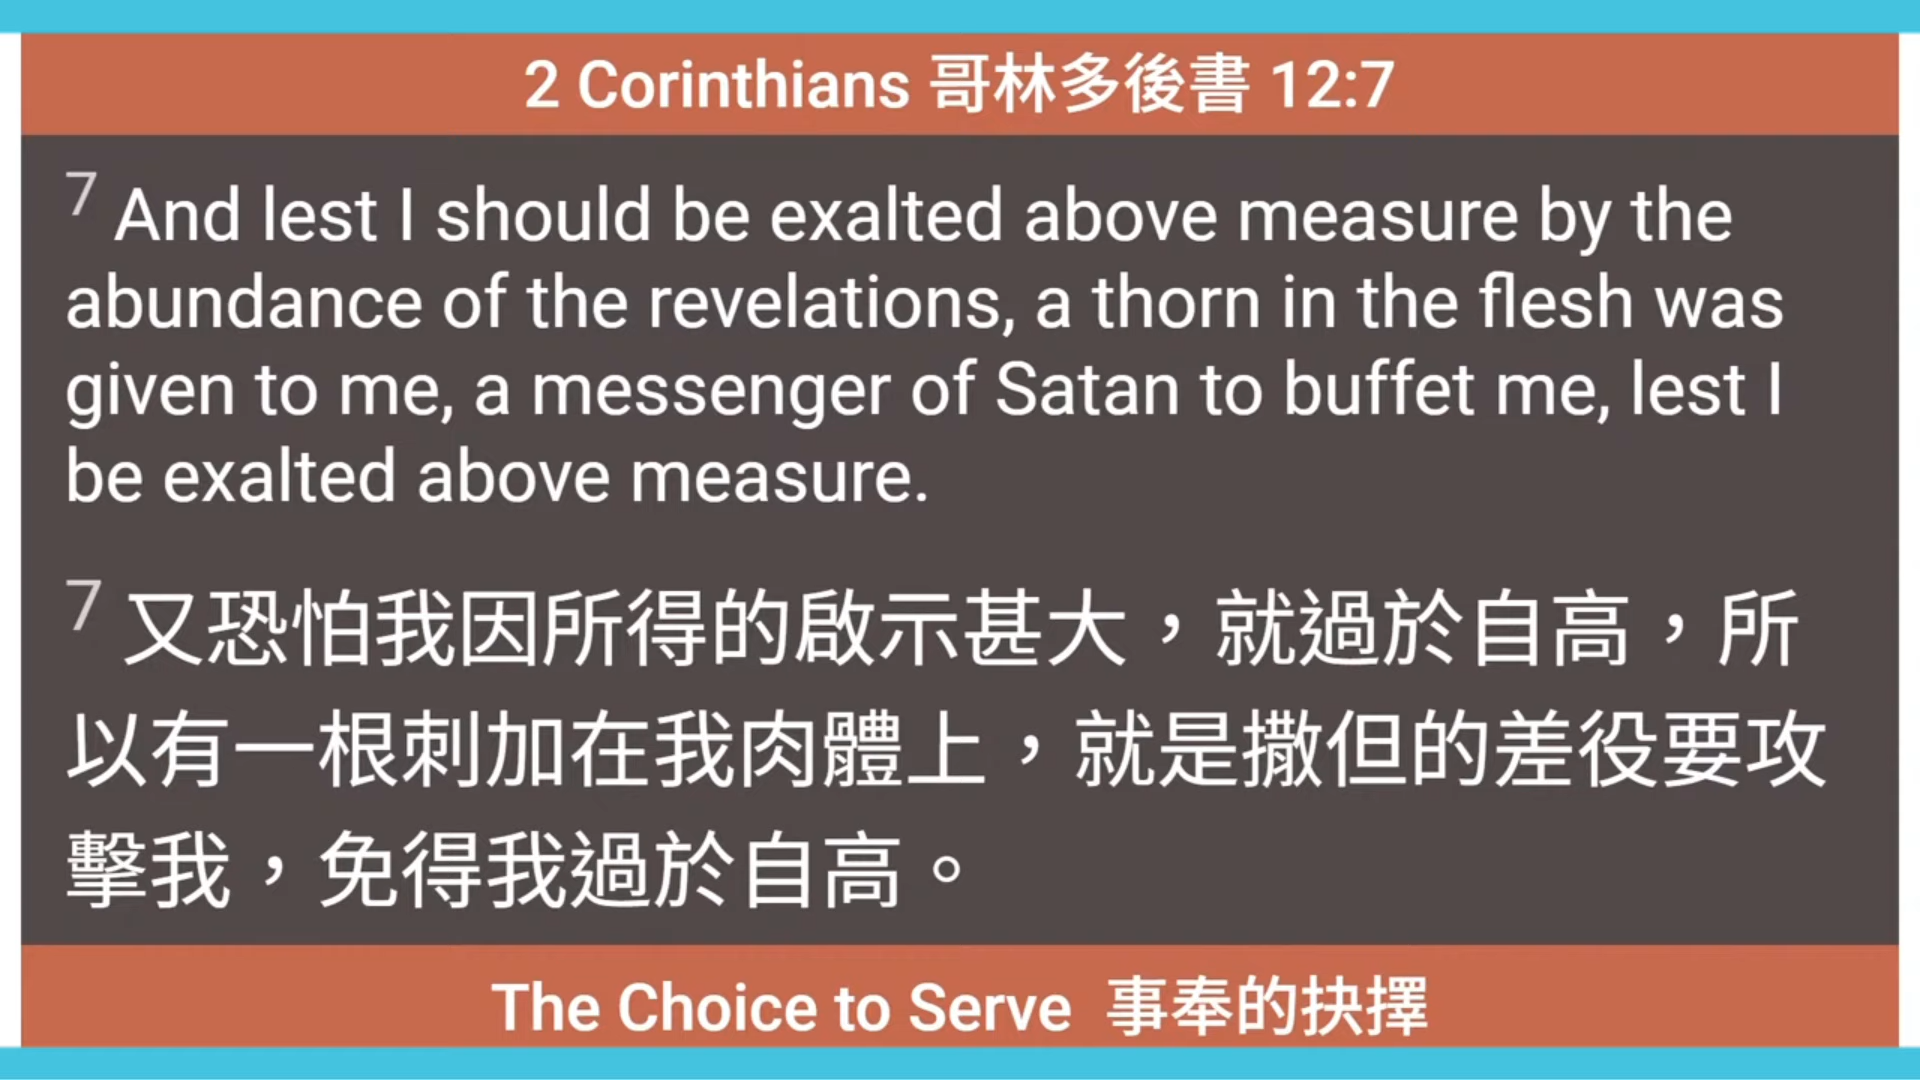 2 Corinthians 哥林多後書 12:7
7 And lest I should be exalted above measure by the
abundance of the revelations, a thorn in the flesh was
given to me, a messenger of Satan to buffet me, lest I
be exalted above measure.
7 又恐怕我因所得的啟示甚大，就過於自高，所
以有一根刺加在我肉體上，就是撒但的差役要攻
擊我，免得我過於自高。
The Choice to Serve 事奉的抉擇